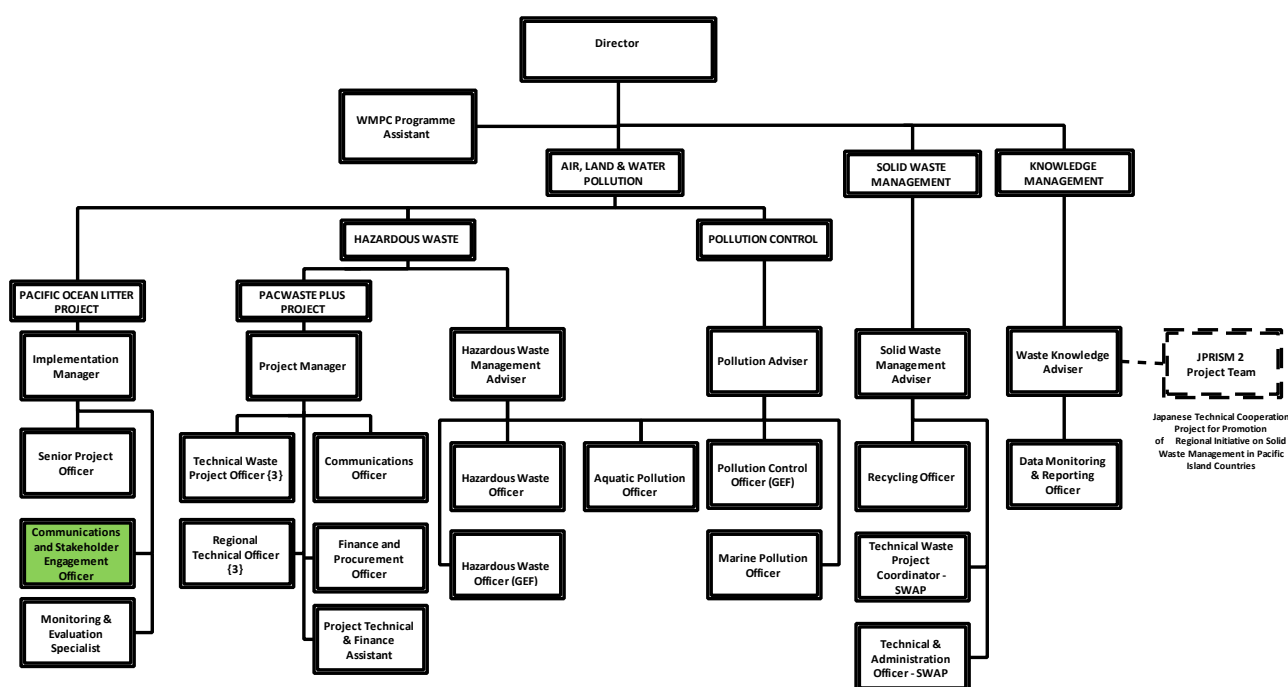 Director
WMPC Programme
Assistant
AIR, LAND & WATER
POLLUTION
SOLID WASTE
MANAGEMENT
KNOWLEDGE
MANAGEMENT
HAZARDOUS WASTE
POLLUTION CONTROL
PACIFIC OCEAN LITTER
PROJECT
PACWASTE PLUS
PROJECT
Implementation
Manager
Project Manager
Hazardous Waste
Management
Adviser
Pollution Adviser
Solid Waste
Management
Adviser
Waste Knowledge
Adviser
JPRISM 2
Project Team
Japanese Technical Cooperation
Project for Promotion
of Regional Initiative on Solid
Waste Management in Pacific
Island Countries
Senior Project
Officer
Technical Waste
Project Officer {3}
Communications
Officer
Hazardous Waste
Officer
Aquatic Pollution
Officer
Pollution Control
Officer (GEF)
Recycling Officer
Data Monitoring
& Reporting
Officer
Communications
and Stakeholder
Engagement
Officer
Regional
Technical Officer
{3}
Finance and
Procurement
Officer
Hazardous Waste
Officer (GEF)
Marine Pollution
Officer
Technical Waste
Project
Coordinator -
SWAP
Monitoring &
Evaluation
Specialist
Project Technical
& Finance
Assistant
Technical &
Administration
Officer - SWAP